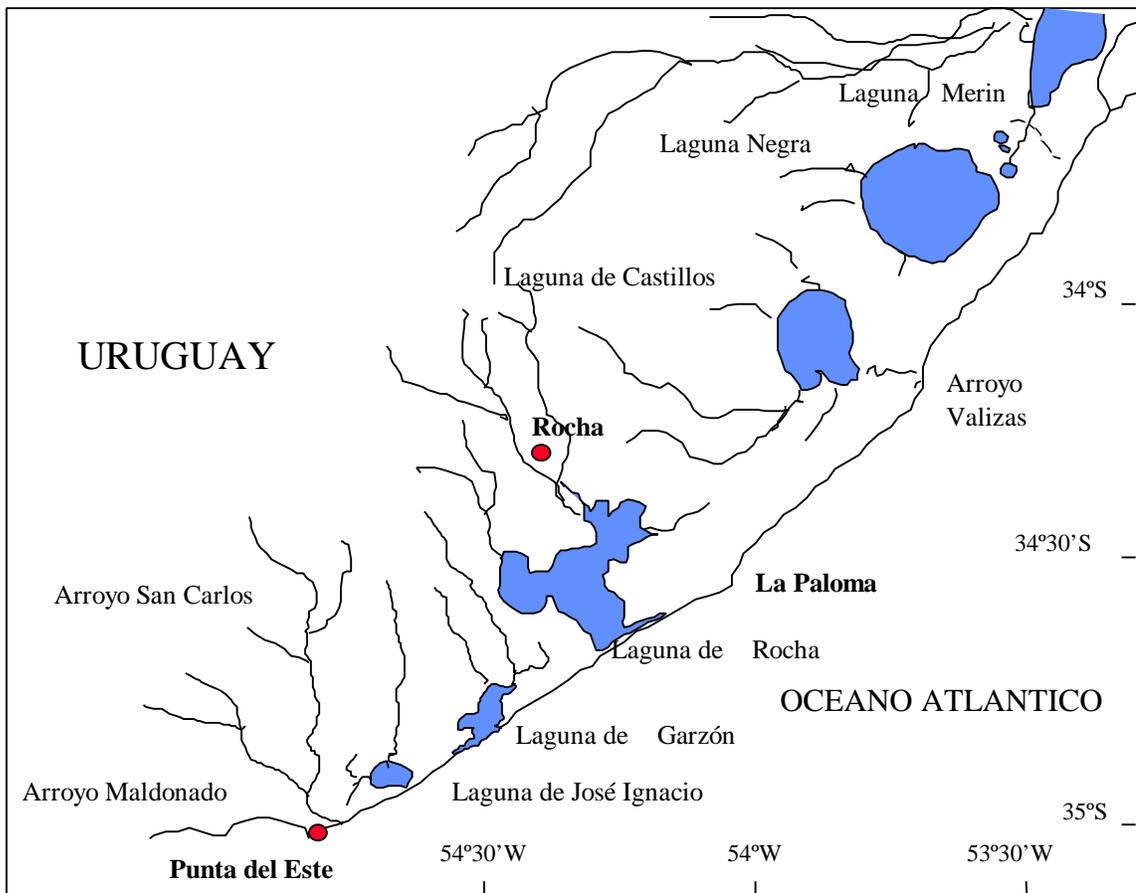 Laguna Merin
Laguna Negra
Laguna de Castillos
34ºS
URUGUAY
Arroyo
Valizas
Rocha
34º30'S
La Paloma
Arroyo San Carlos
Laguna de Rocha
OCEANO ATLANTICO
Laguna de Garzón
Arroyo Maldonado
Laguna de José Ignacio
35ºS
54º30'W
54ºW
53º30'W
Punta del Este